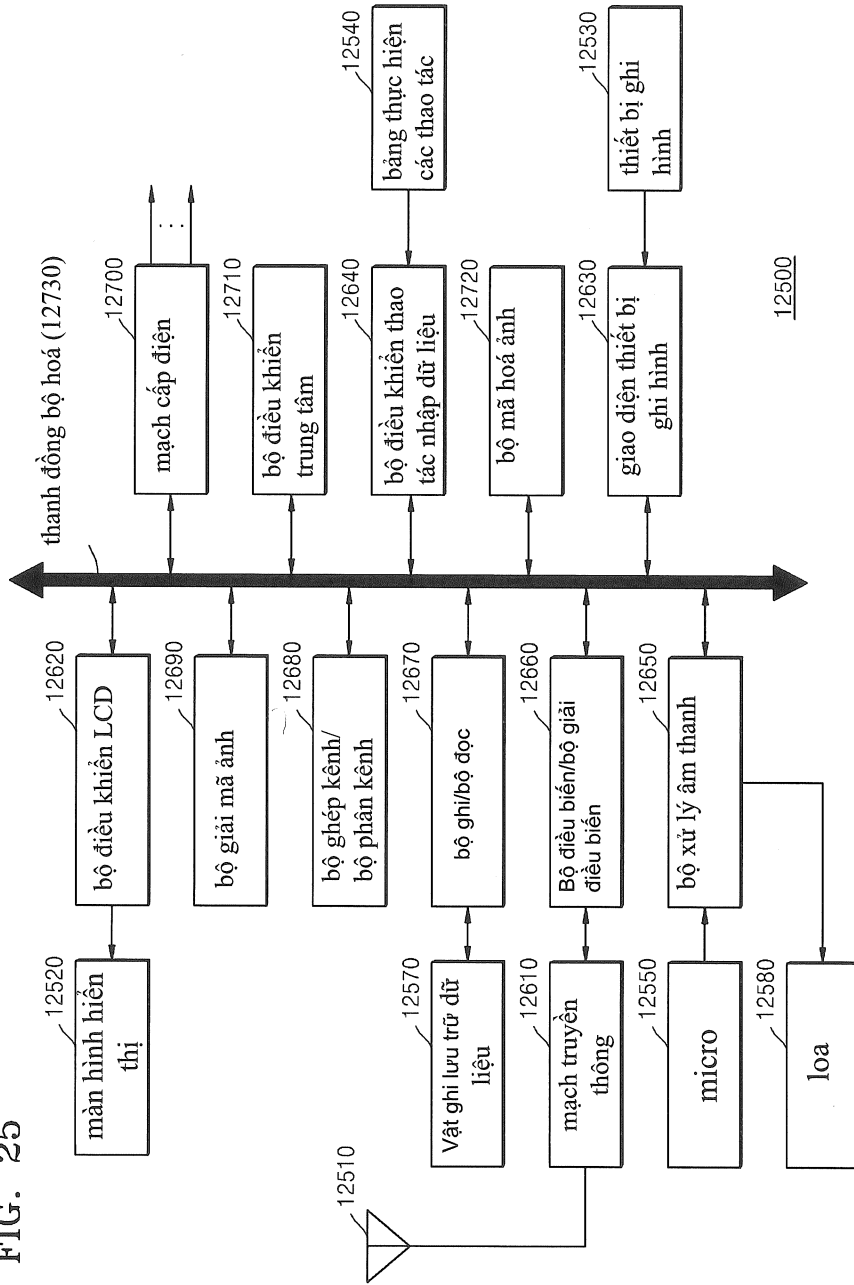 FIG. 25
thanh đồng bộ hoá (12730)
12520
màn hình hiển
thị
12620
bộ điều khiển LCD
12690
bộ giải mã ảnh
12680
bộ ghép kênh/
bộ phân kênh
12570
Vật ghi lưu trữ dữ
liệu
12670
bộ ghi/bộ đọc
12510
12610
mạch truyền
thông
12660
Bộ điều biến/bộ giải
điều biến
12550
micro
12650
bộ xử lý âm thanh
12580
loa
12700
mạch cấp điện
...
12710
bộ điều khiển
trung tâm
12640
bộ điều khiển thao
tác nhập dữ liệu
12540
bảng thực hiện
các thao tác
12720
bộ mã hoá ảnh
12630
giao diện thiết bị
ghi hình
12530
thiết bị ghi
hình
12500